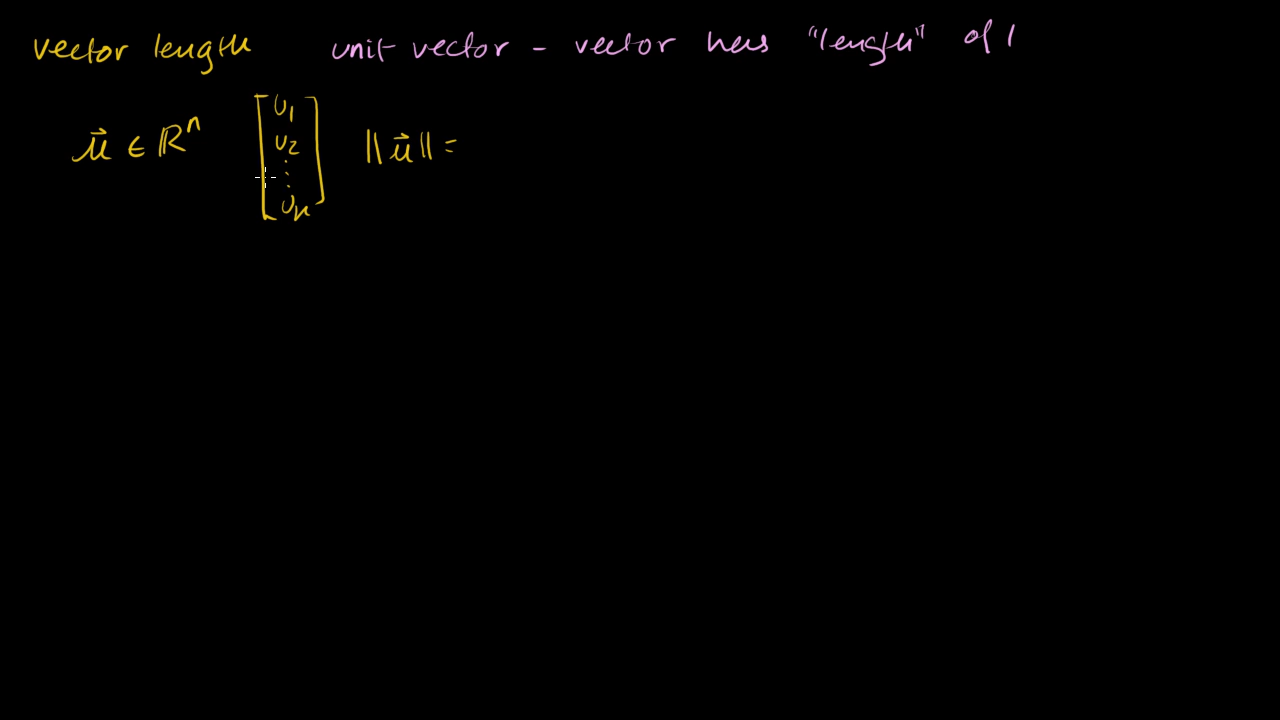 vector length unit vector - vector has "length" of 1
u⃗ ∈ ℝⁿ [u₁ u₂ ⋮ uₙ] ‖u⃗‖ =